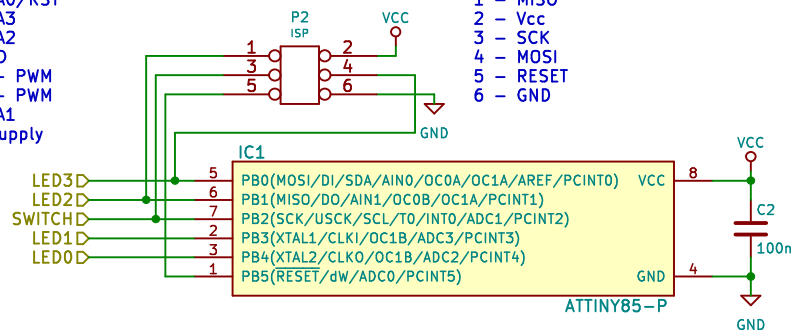 A0/RST
A3
A2
- PWM
- PWM
A1
upply
P2
ISP
VCC
1 2
3 4
5 6
GND
1 - MISO
2 - Vcc
3 - SCK
4 - MOSI
5 - RESET
6 - GND
IC1
LED3 5 PB0(MOSI/DI/SDA/AIN0/OC0A/OC1A/AREF/PCINT0) VCC 8
LED2 6 PB1(MISO/DO/AIN1/OC0B/OC1A/PCINT1)
SWITCH 7 PB2(SCK/USCK/SCL/T0/INT0/ADC1/PCINT2)
LED1 2 PB3(XTAL1/CLKI/OC1B/ADC3/PCINT3)
LED0 3 PB4(XTAL2/CLKO/OC1B/ADC2/PCINT4)
1 PB5(RESET/dW/ADC0/PCINT5) GND 4
ATTINY85-P
VCC
C2
100n
GND